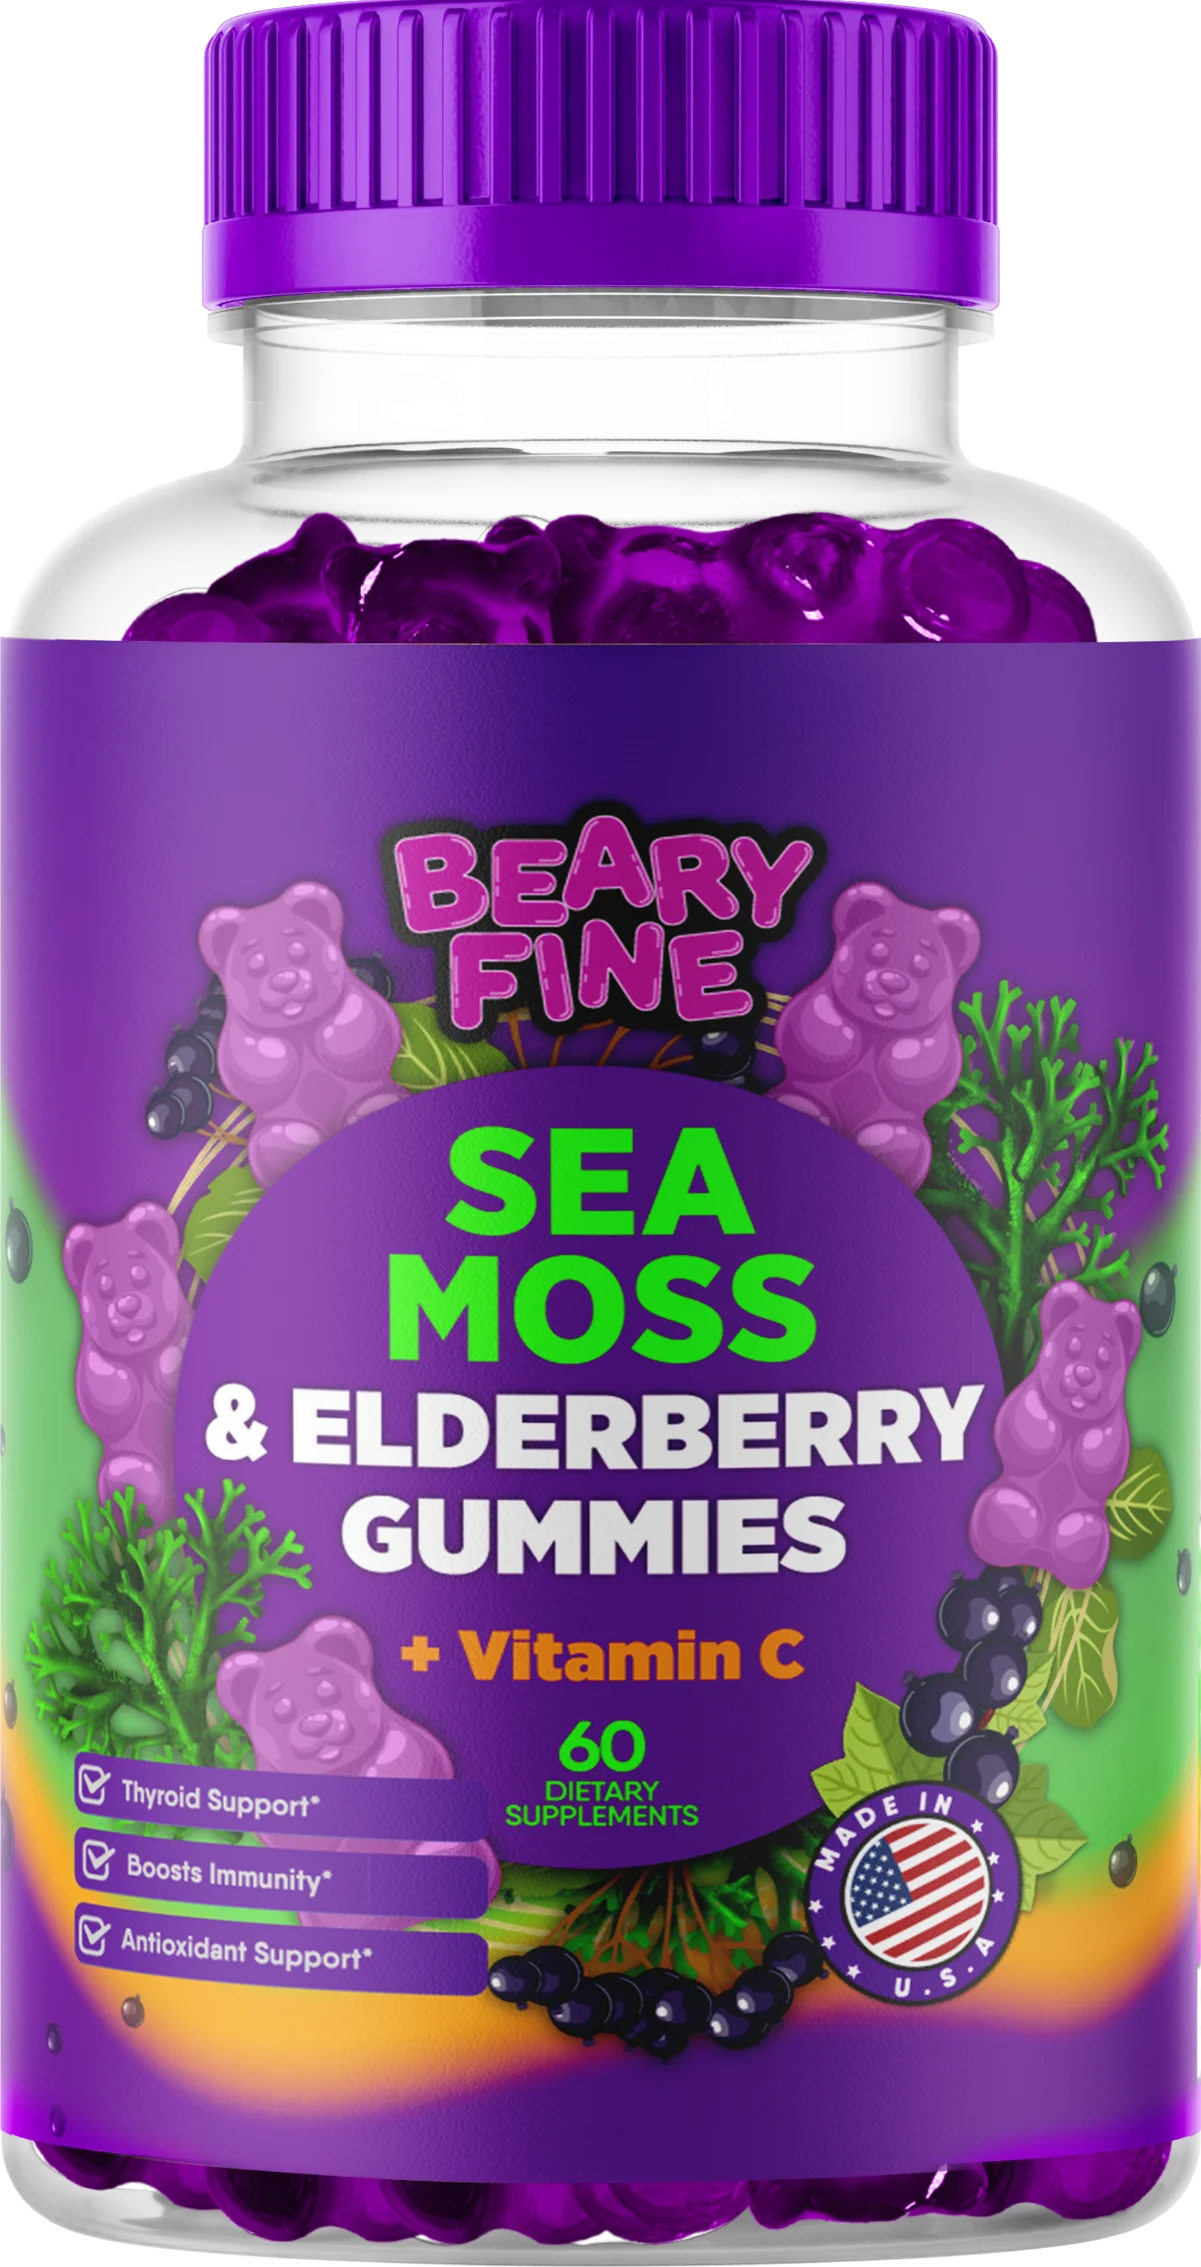 BEARY
FINE
SEA
MOSS
& ELDERBERRY
GUMMIES
+ Vitamin C
60
DIETARY
SUPPLEMENTS
Thyroid Support*
Boosts Immunity*
Antioxidant Support*
MADE IN
U.S.A